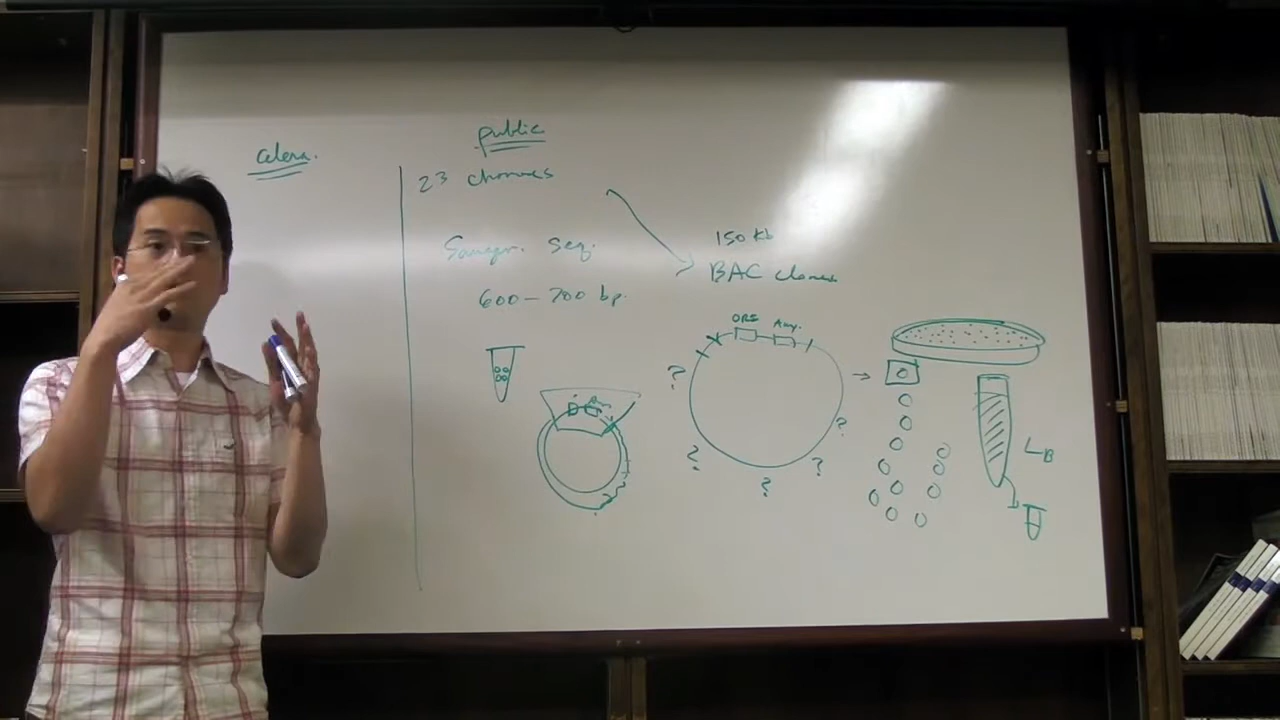 celera.
public
23 chromes
Sanger. Seq.
600-700 bp.
150 kb
BAC clones
ORI Amp.
?
?
?
?
?
LB